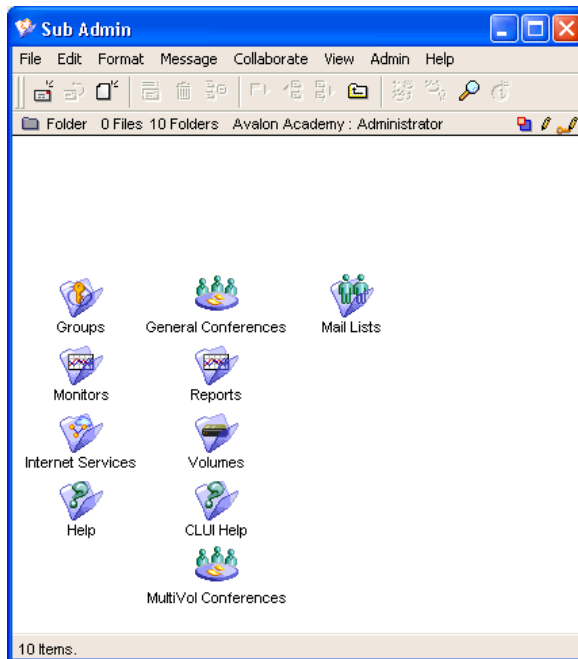 Sub Admin
File Edit Format Message Collaborate View Admin Help
Folder 0 Files 10 Folders Avalon Academy : Administrator
Groups General Conferences Mail Lists
Monitors Reports
Internet Services Volumes
Help CLUI Help
MultiVol Conferences
10 Items.